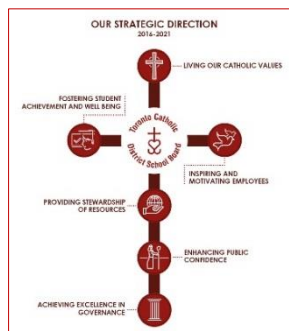 OUR STRATEGIC DIRECTION
2016-2021
LIVING OUR CATHOLIC VALUES
FOSTERING STUDENT
ACHIEVEMENT AND WELL BEING
Toronto Catholic
District School Board
INSPIRING AND
MOTIVATING EMPLOYEES
PROVIDING STEWARDSHIP
OF RESOURCES
ENHANCING PUBLIC
CONFIDENCE
ACHIEVING EXCELLENCE IN
GOVERNANCE